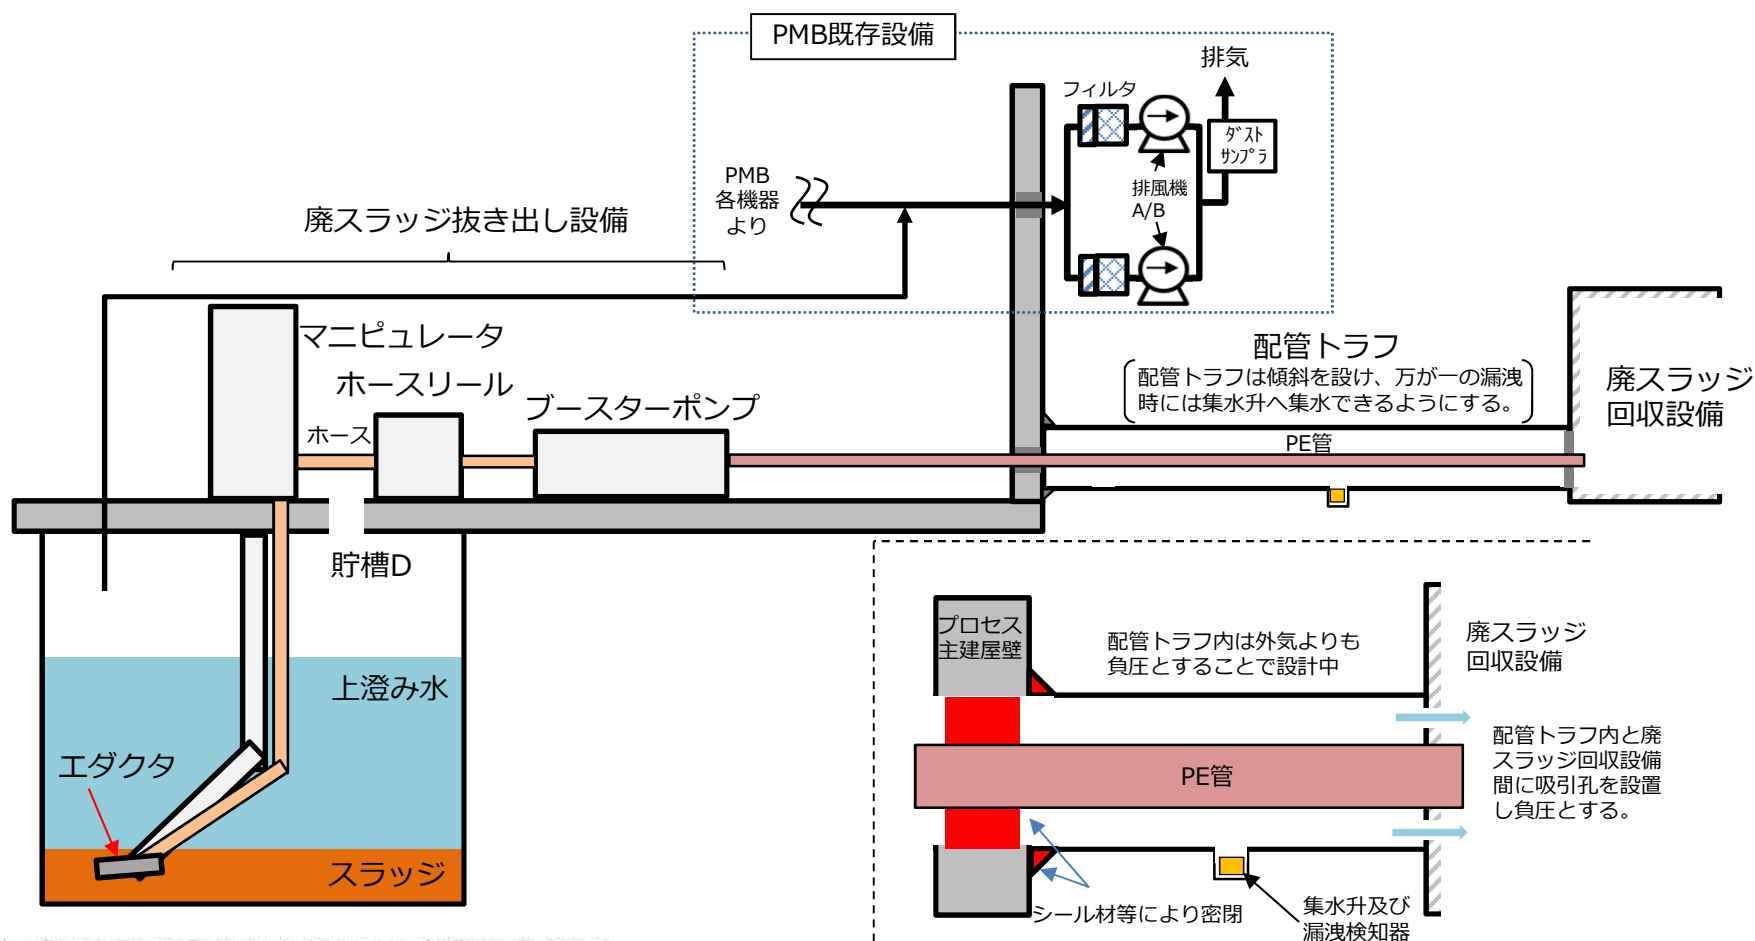 PMB既存設備
排気
フィルタ
ﾀﾞｽﾄ
ｻﾝﾌﾟﾗ
PMB
各機器
より
排風機
A/B
廃スラッジ抜き出し設備
マニピュレータ
ホースリール
ホース
ブースターポンプ
配管トラフ
配管トラフは傾斜を設け、万が一の漏洩
時には集水升へ集水できるようにする。
PE管
廃スラッジ
回収設備
貯槽D
上澄み水
エダクタ
スラッジ
プロセス
主建屋壁
配管トラフ内は外気よりも
負圧とすることで設計中
廃スラッジ
回収設備
PE管
配管トラフ内と廃
スラッジ回収設備
間に吸引孔を設置
し負圧とする。
シール材等により密閉
集水升及び
漏洩検知器